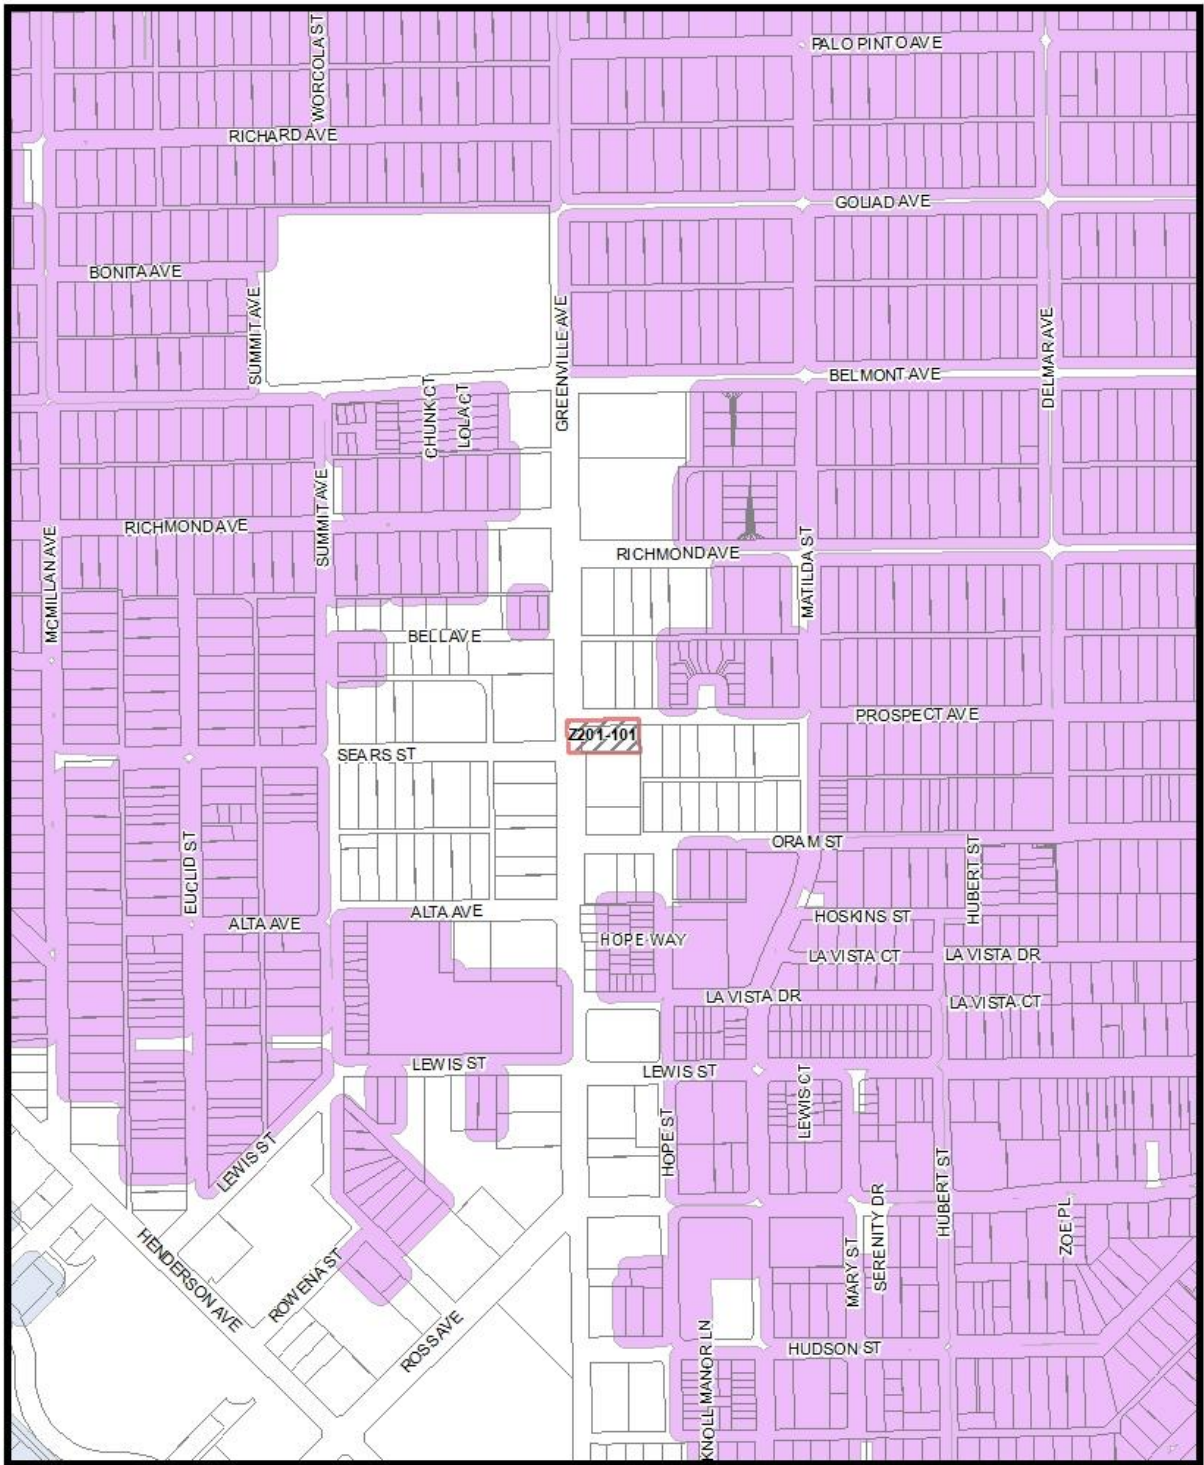 WORCOLA ST
PALO PINTO AVE
RICHARD AVE
GOLIAD AVE
BONITA AVE
SUMMIT AVE
GREENVILLE AVE
DELMAR AVE
BELMONT AVE
CHUNK CT
LOLA CT
SUMMIT AVE
RICHMOND AVE
MCMILLAN AVE
RICHMOND AVE
MATILDA ST
BELL AVE
PROSPECT AVE
Z201-101
SEARS ST
EUCLID ST
ORAM ST
HUBERT ST
ALTA AVE
ALTA AVE
HOSKINS ST
HOPE WAY
LA VISTA CT
LA VISTA DR
LA VISTA DR
LA VISTA CT
LEWIS ST
LEWIS ST
LEWIS CT
HOPE ST
LEWIS ST
HUBERT ST
HENDERSON AVE
ROWENA ST
MARY ST
SERENITY DR
ZOE PL
ROSS AVE
KNOLL MANOR LN
HUDSON ST